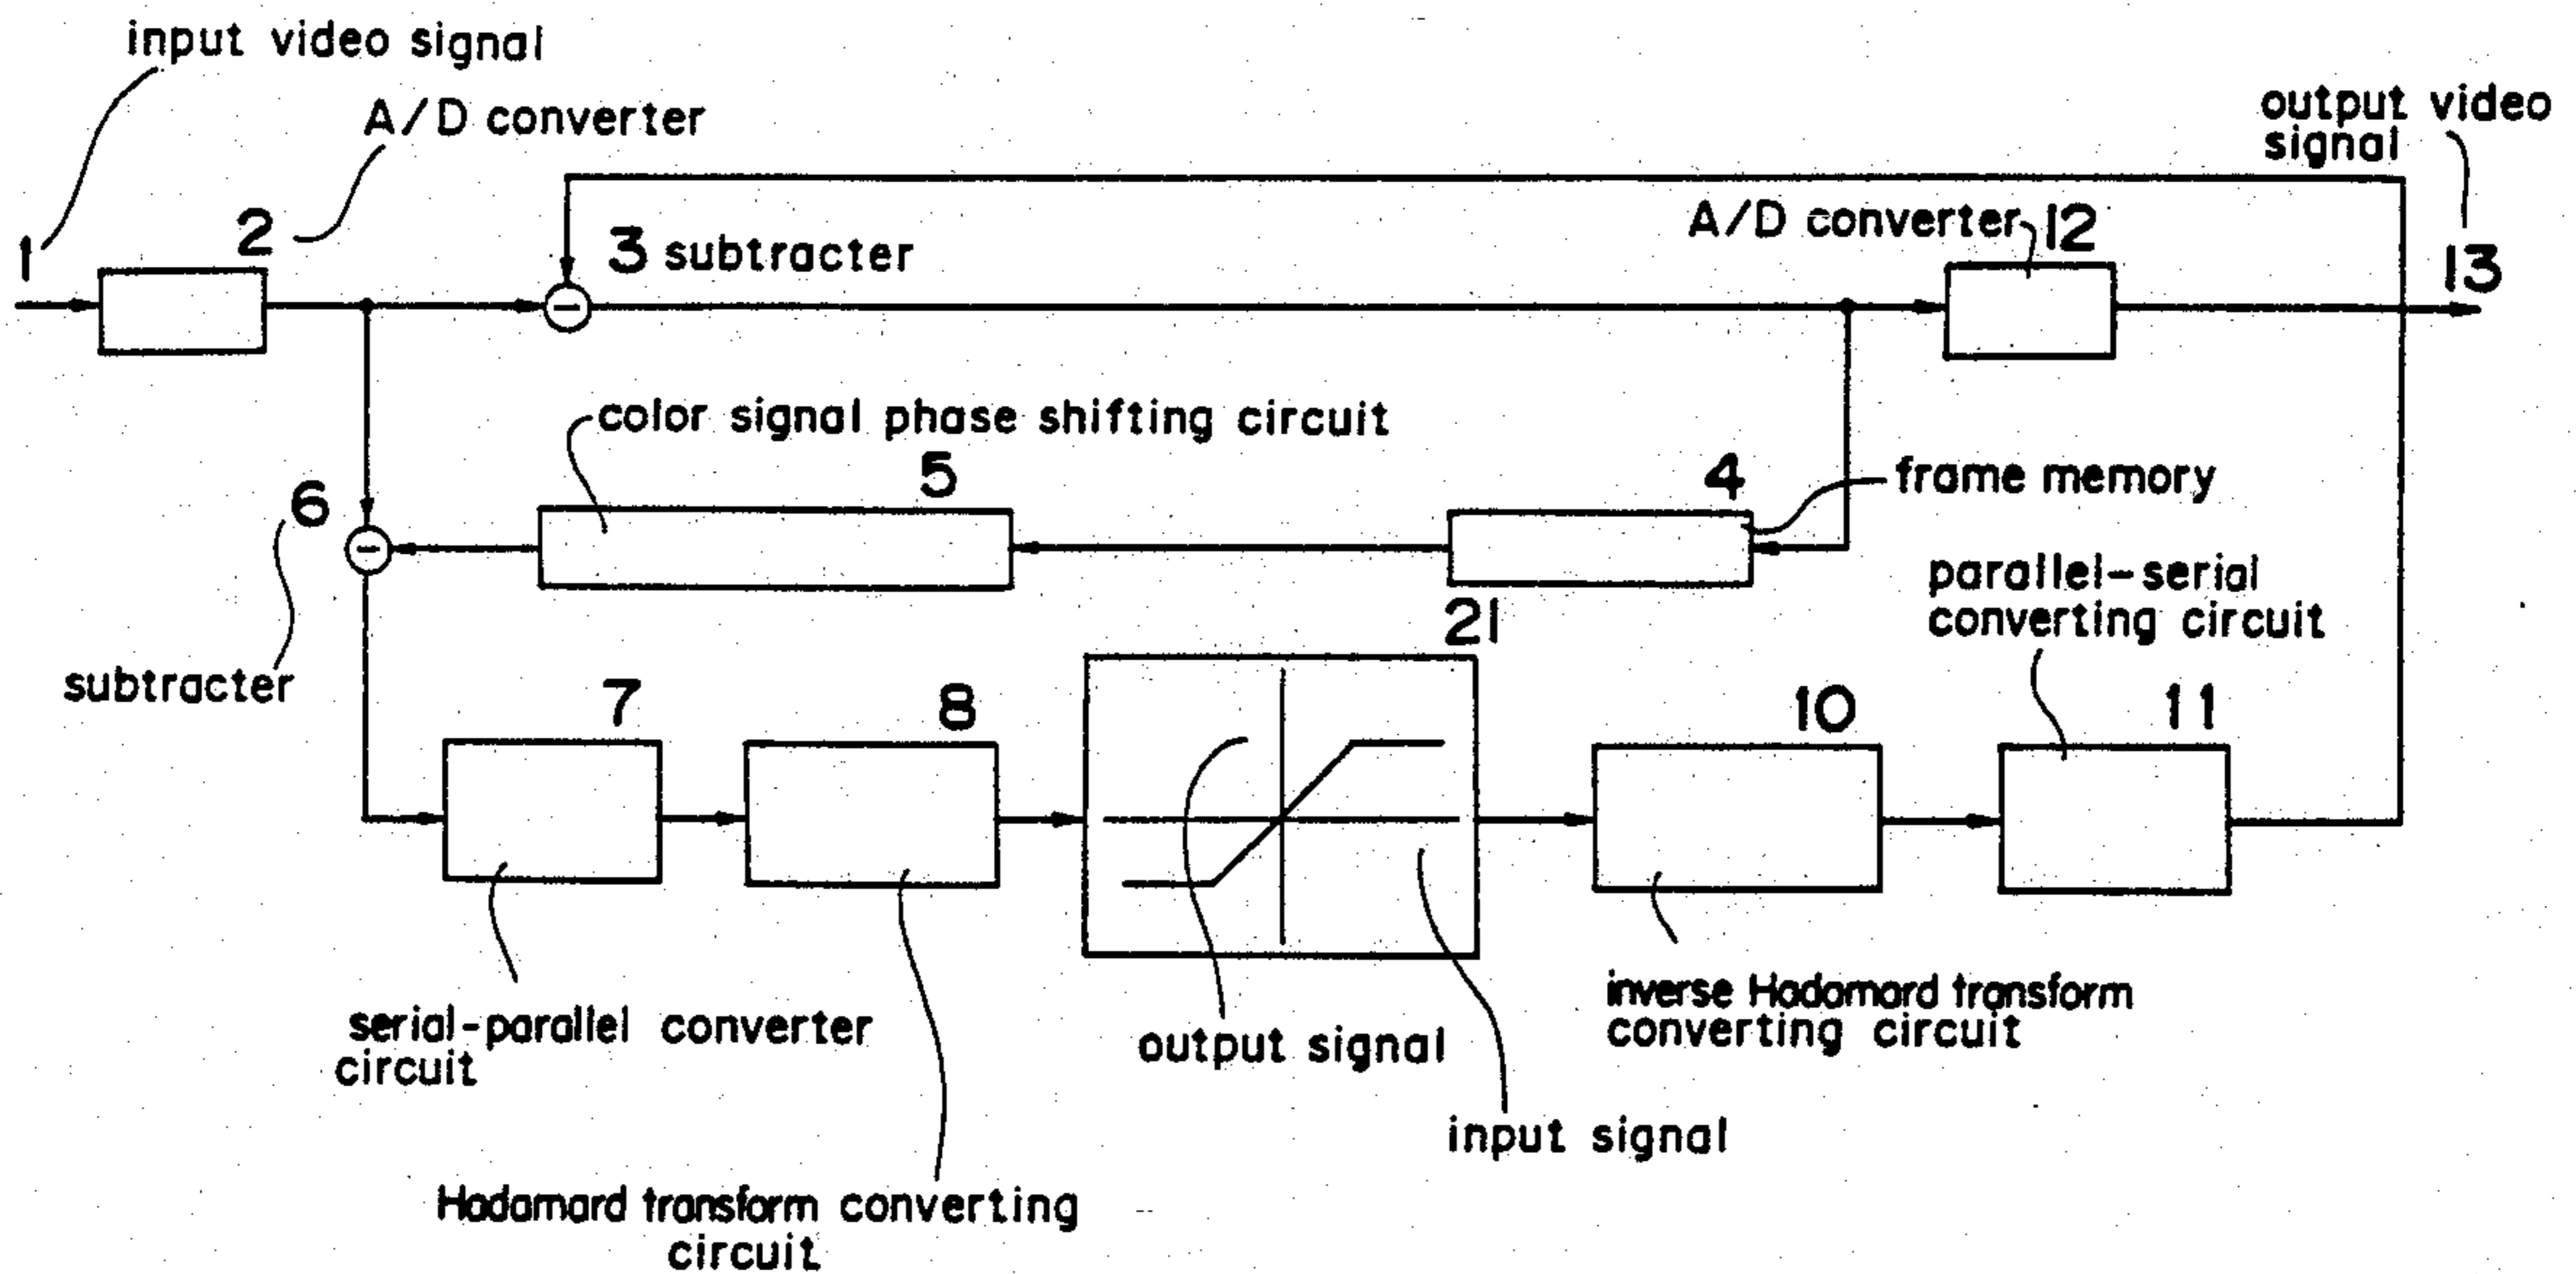 input video signal
A/D converter
output video
signal
1
2
3 subtracter
A/D converter
12
13
color signal phase shifting circuit
5
4
frame memory
6
subtracter
21
parallel-serial
converting circuit
7
8
10
11
serial-parallel converter
circuit
output signal
inverse Hadamard transform
converting circuit
input signal
Hadamard transform converting
circuit